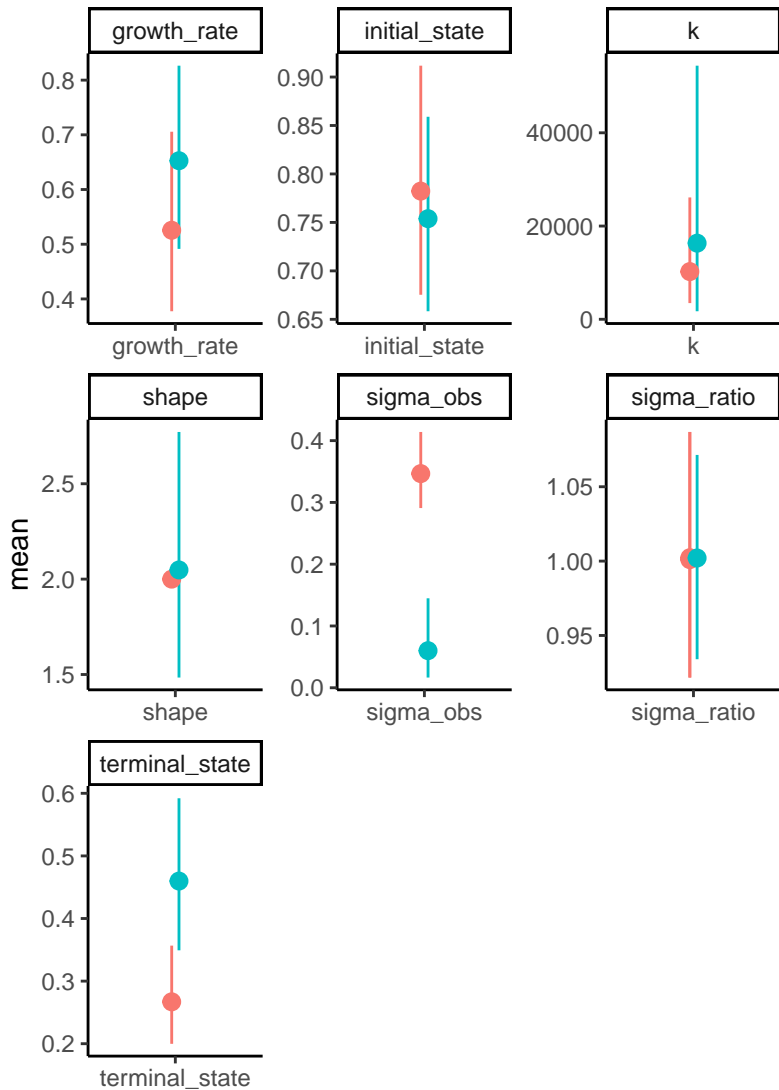 growth_rate
initial_state
k
0.8
0.7
0.6
0.5
0.4
growth_rate
0.90
0.85
0.80
0.75
0.70
0.65
initial_state
40000
20000
0
k
shape
sigma_obs
sigma_ratio
mean
2.5
2.0
1.5
shape
0.4
0.3
0.2
0.1
0.0
sigma_obs
1.05
1.00
0.95
sigma_ratio
terminal_state
0.6
0.5
0.4
0.3
0.2
terminal_state